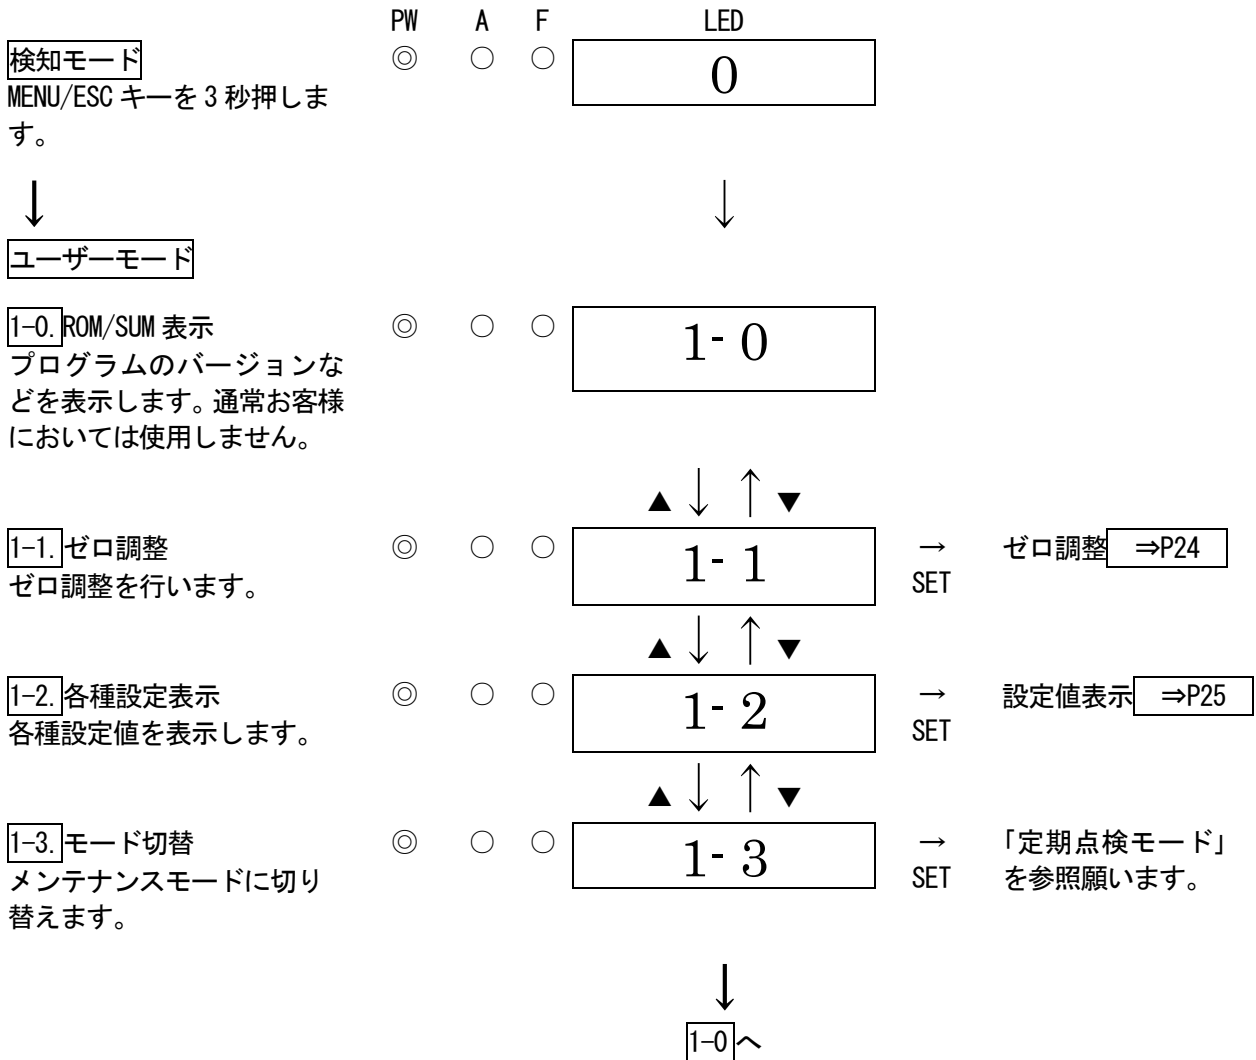 PW A F LED
検知モード ◎ ○ ○ 0
MENU/ESC キーを 3 秒押しま
す。
↓ ↓
ユーザーモード
1-0. ROM/SUM 表示 ◎ ○ ○ 1- 0
プログラムのバージョンな
どを表示します。通常お客様
においては使用しません。
▲ ↓ ↑ ▼
1-1. ゼロ調整 ◎ ○ ○ 1- 1 → ゼロ調整 ⇒P24
ゼロ調整を行います。 SET
▲ ↓ ↑ ▼
1-2. 各種設定表示 ◎ ○ ○ 1- 2 → 設定値表示 ⇒P25
各種設定値を表示します。 SET
▲ ↓ ↑ ▼
1-3. モード切替 ◎ ○ ○ 1- 3 → 「定期点検モード」
メンテナンスモードに切り SET を参照願います。
替えます。
↓
1-0 へ